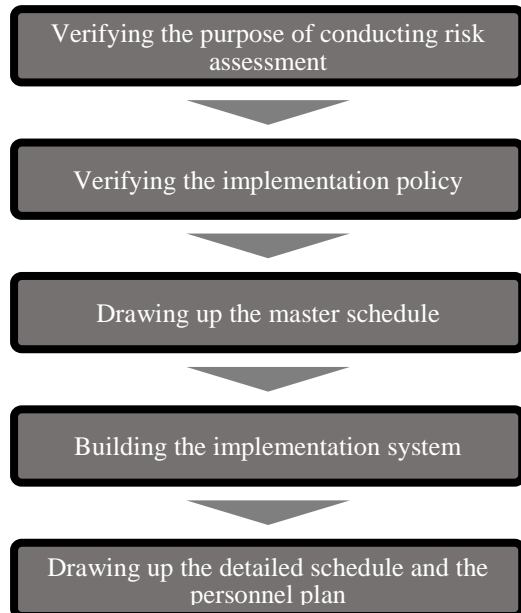 Verifying the purpose of conducting risk
assessment
Verifying the implementation policy
Drawing up the master schedule
Building the implementation system
Drawing up the detailed schedule and the
personnel plan